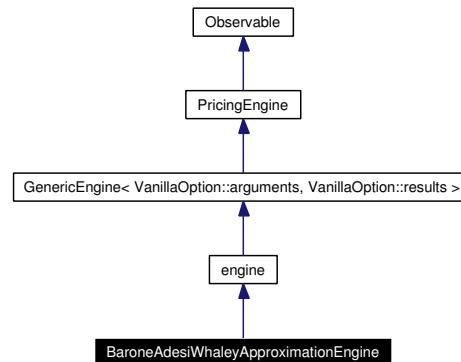 Observable
PricingEngine
GenericEngine< VanillaOption::arguments, VanillaOption::results >
engine
BaroneAdesiWhaleyApproximationEngine